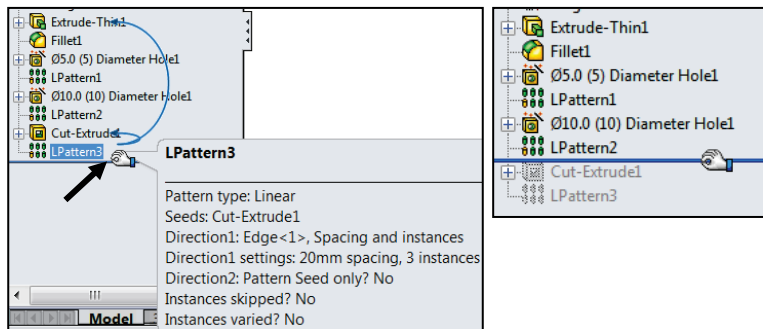 Extrude-Thin1
Fillet1
Ø5.0 (5) Diameter Hole1
LPattern1
Ø10.0 (10) Diameter Hole1
LPattern2
Cut-Extrude1
LPattern3
LPattern3
Pattern type: Linear
Seeds: Cut-Extrude1
Direction1: Edge<1>, Spacing and instances
Direction1 settings: 20mm spacing, 3 instances
Direction2: Pattern Seed only? No
Instances skipped? No
Instances varied? No
Model
Extrude-Thin1
Fillet1
Ø5.0 (5) Diameter Hole1
LPattern1
Ø10.0 (10) Diameter Hole1
LPattern2
Cut-Extrude1
LPattern3